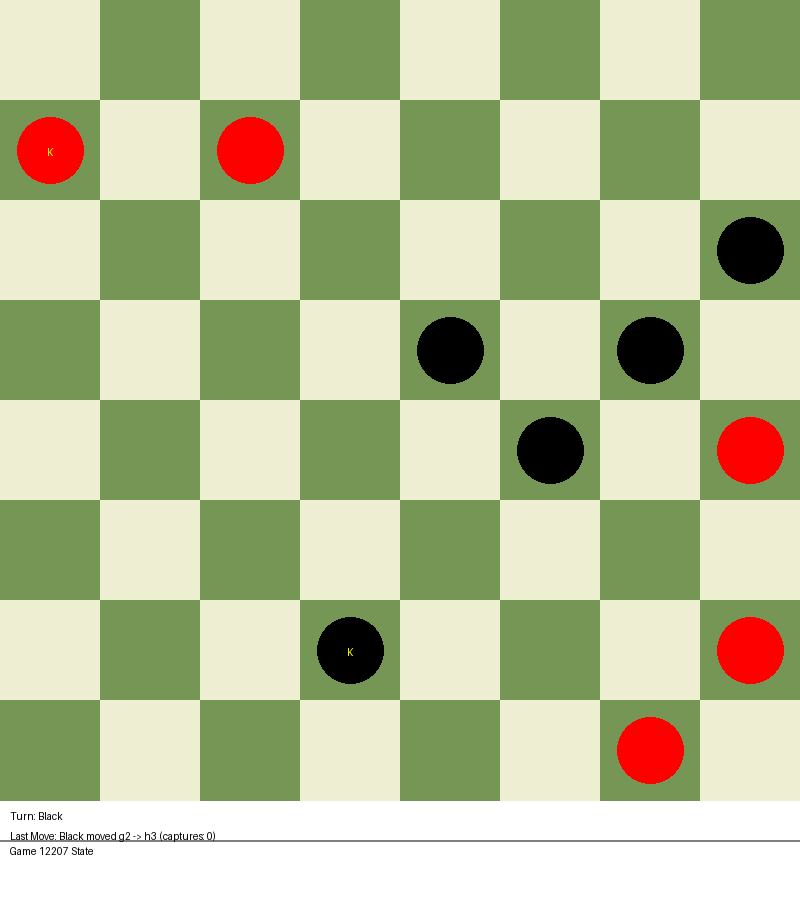 K
K
Turn: Black
Last Move: Black moved g2 -> h3 (captures: 0)
Game 12207 State